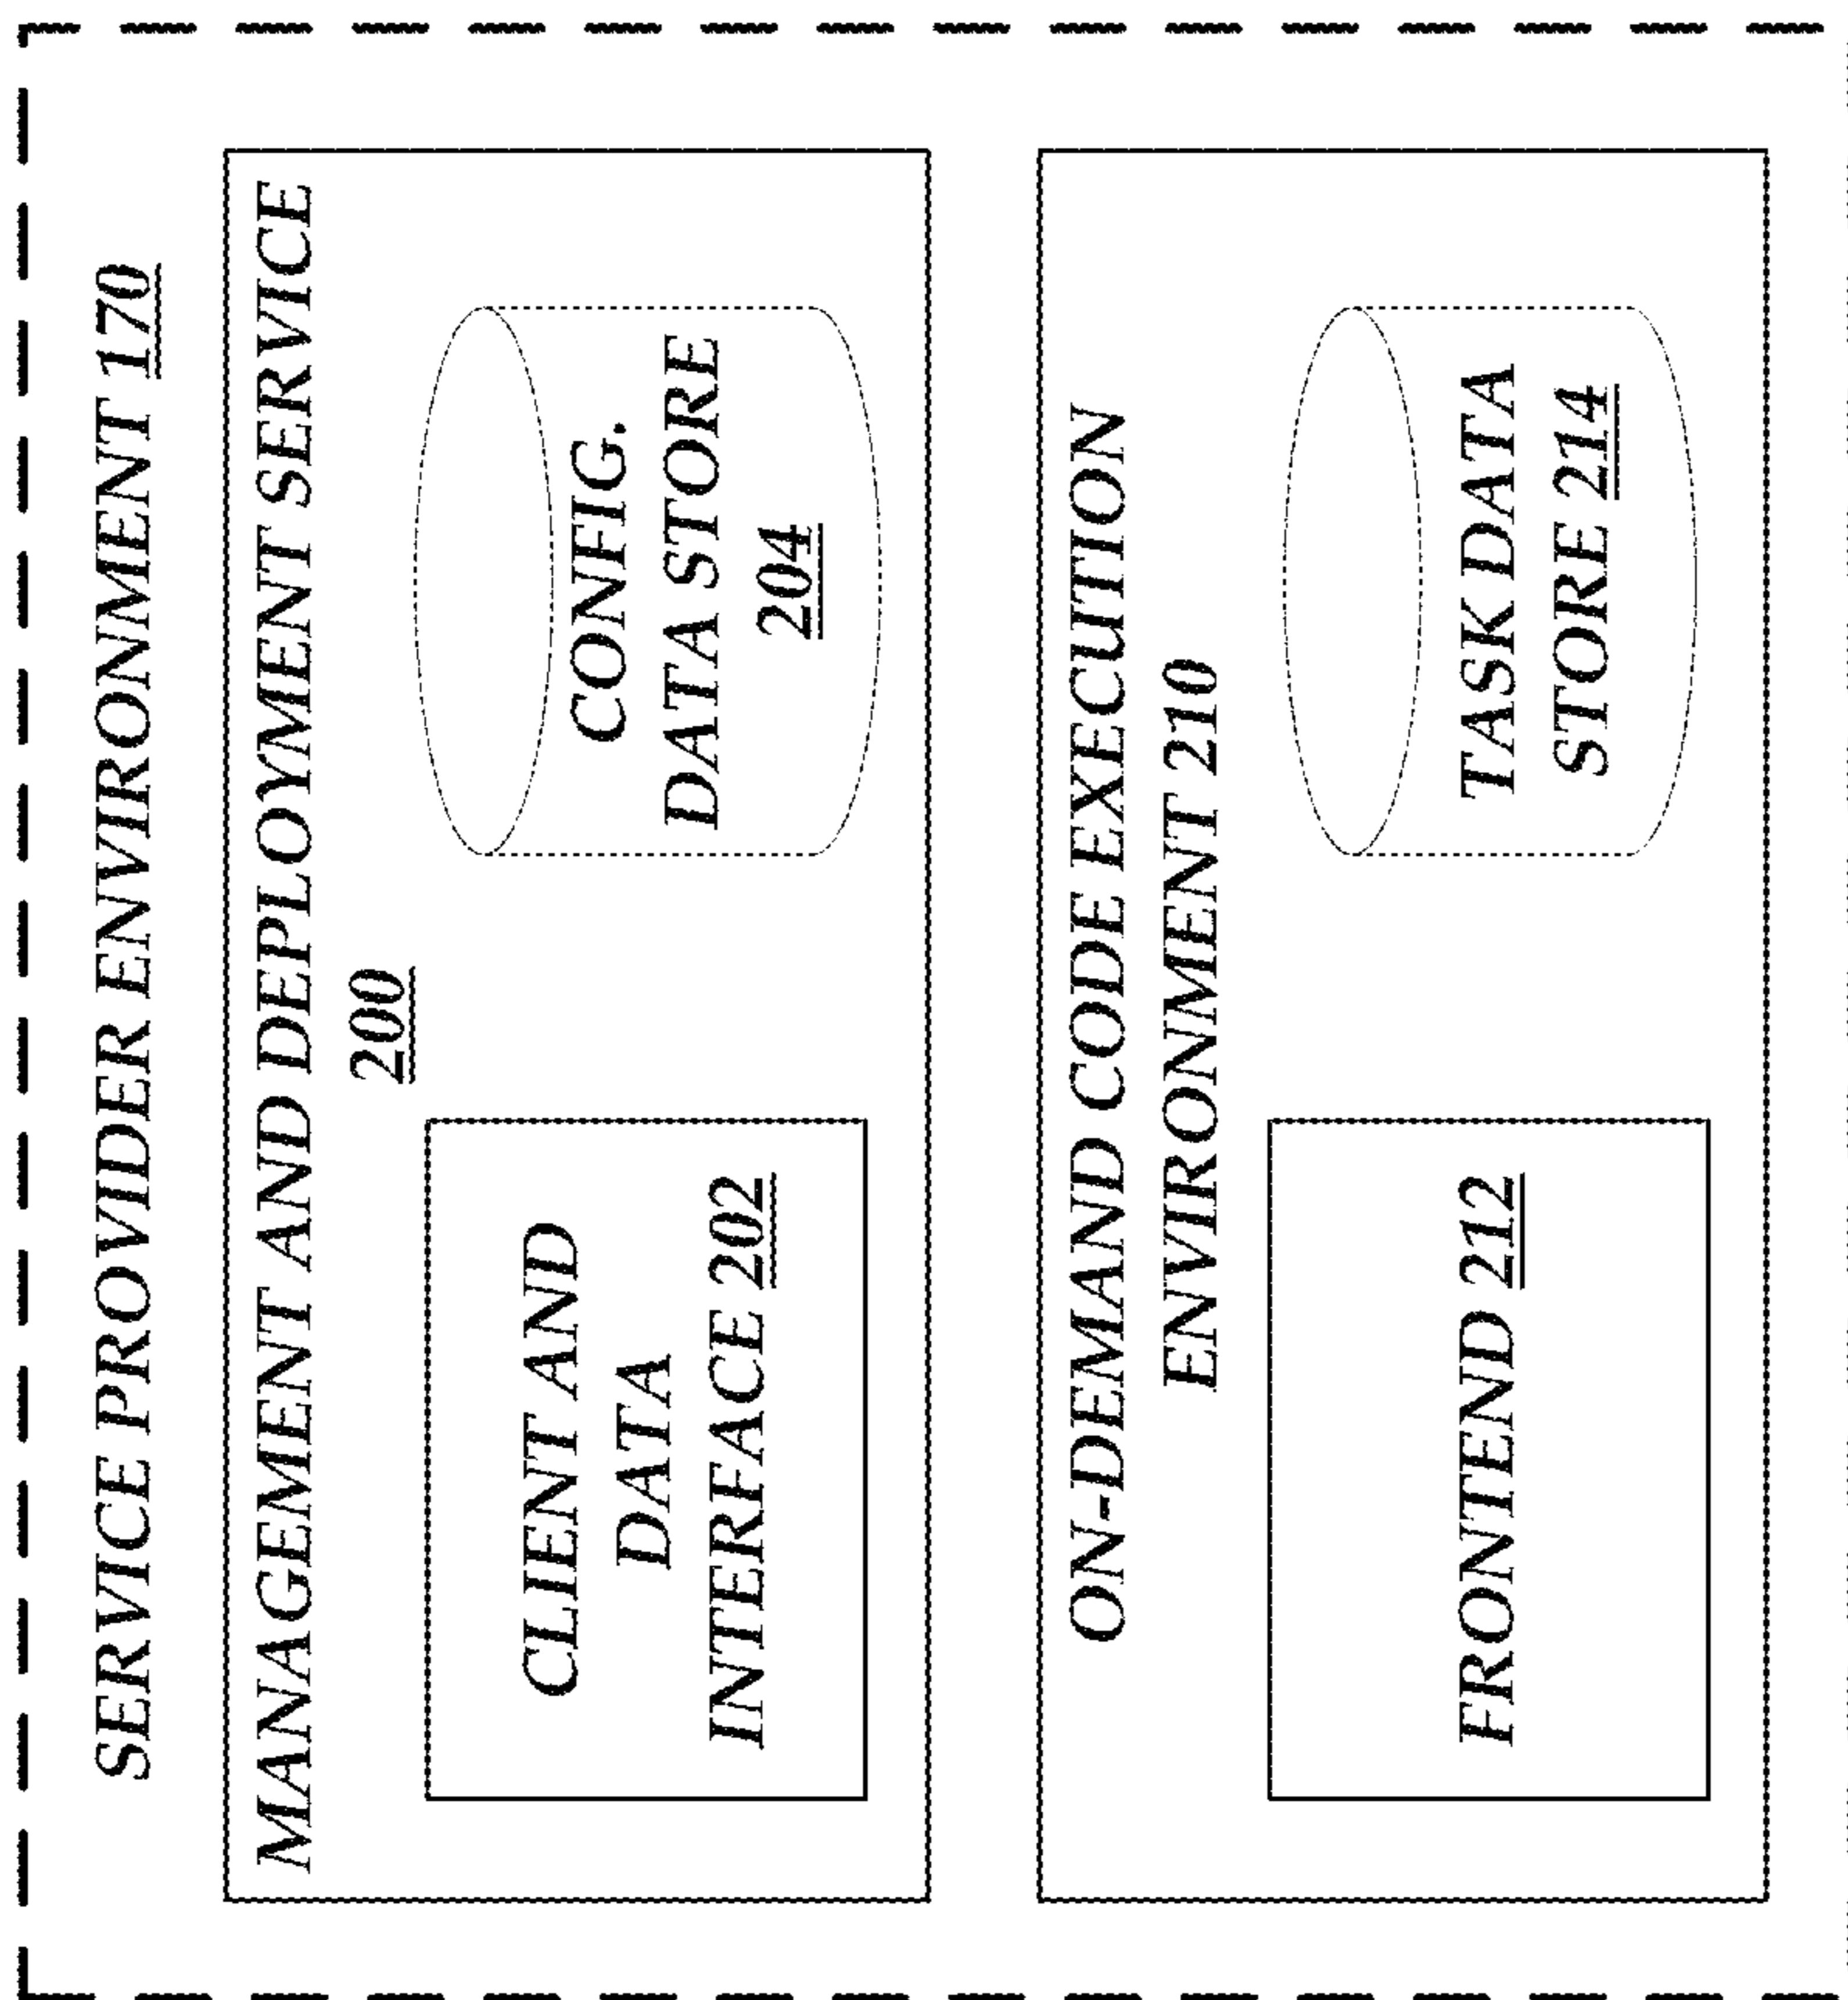 SERVICE PROVIDER ENVIRONMENT 170
MANAGEMENT AND DEPLOYMENT SERVICE
200
CLIENT AND
DATA
INTERFACE 202
CONFIG.
DATA STORE
204
ON-DEMAND CODE EXECUTION
ENVIRONMENT 210
FRONTEND 212
TASK DATA
STORE 214